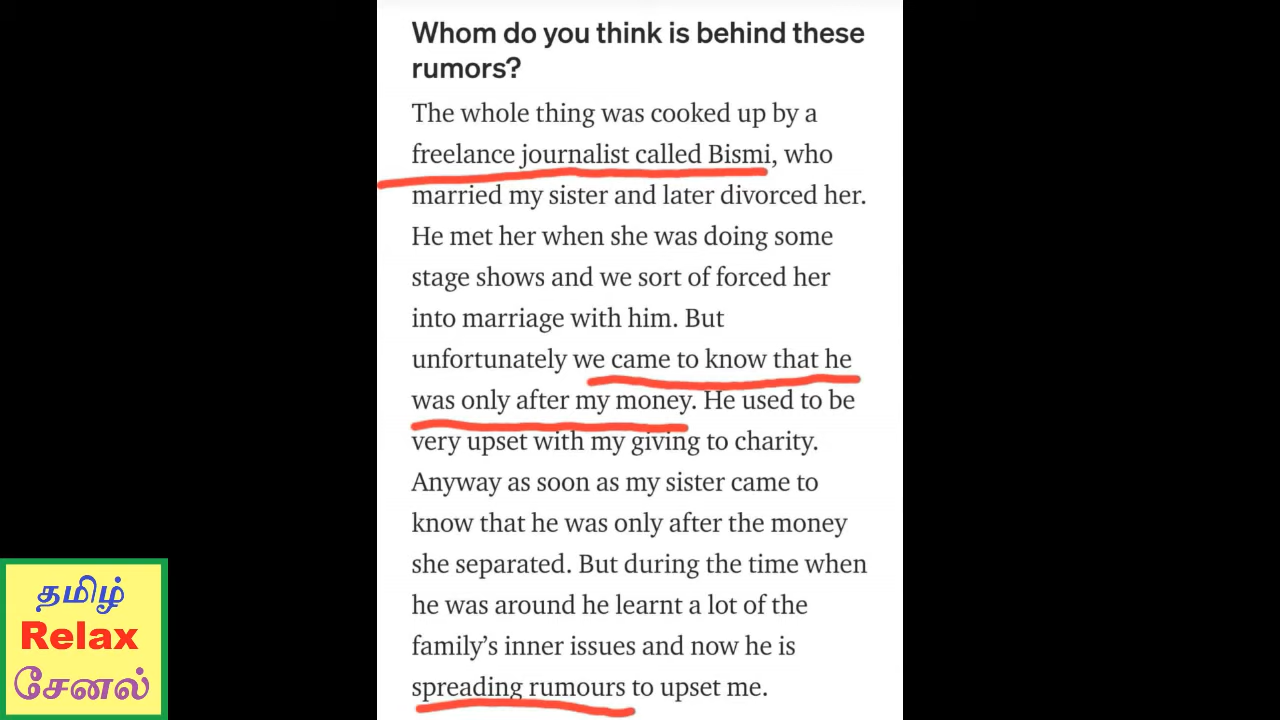 Whom do you think is behind these
rumors?
The whole thing was cooked up by a
freelance journalist called Bismi, who
married my sister and later divorced her.
He met her when she was doing some
stage shows and we sort of forced her
into marriage with him. But
unfortunately we came to know that he
was only after my money. He used to be
very upset with my giving to charity.
Anyway as soon as my sister came to
know that he was only after the money
she separated. But during the time when
he was around he learnt a lot of the
family’s inner issues and now he is
spreading rumours to upset me.
தமிழ்
Relax
சேனல்